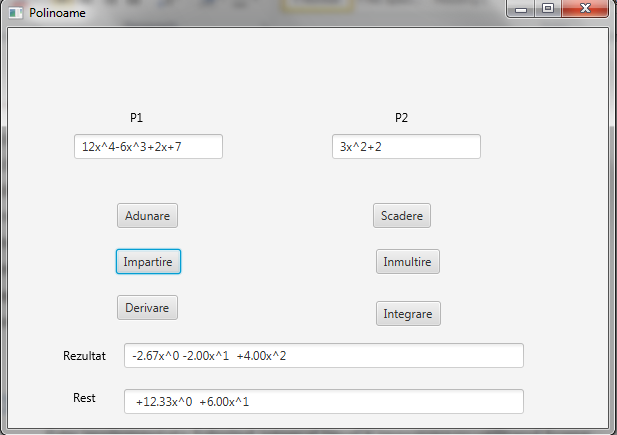 Polinoame
P1 P2
12x^4-6x^3+2x+7 3x^2+2
Adunare Scadere
Impartire Inmultire
Derivare Integrare
Rezultat -2.67x^0 -2.00x^1 +4.00x^2
Rest +12.33x^0 +6.00x^1